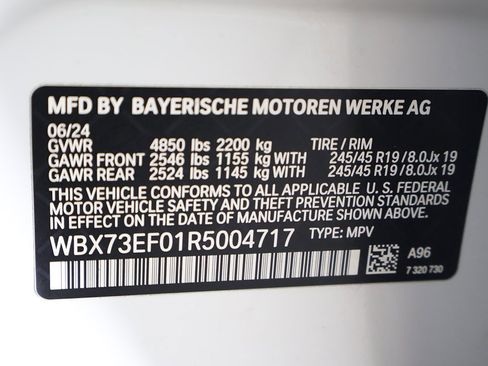 MFD BY BAYERISCHE MOTOREN WERKE AG
06/24
GVWR 4850 lbs 2200 kg TIRE / RIM
GAWR FRONT 2546 lbs 1155 kg WITH 245/45 R19/8.0Jx 19
GAWR REAR 2524 lbs 1145 kg WITH 245/45 R19/8.0Jx 19
THIS VEHICLE CONFORMS TO ALL APPLICABLE U. S. FEDERAL
MOTOR VEHICLE SAFETY AND THEFT PREVENTION STANDARDS
IN EFFECT ON THE DATE OF MANUFACTURE SHOWN ABOVE.
WBX73EF01R5004717 TYPE: MPV
A96
7 320 730